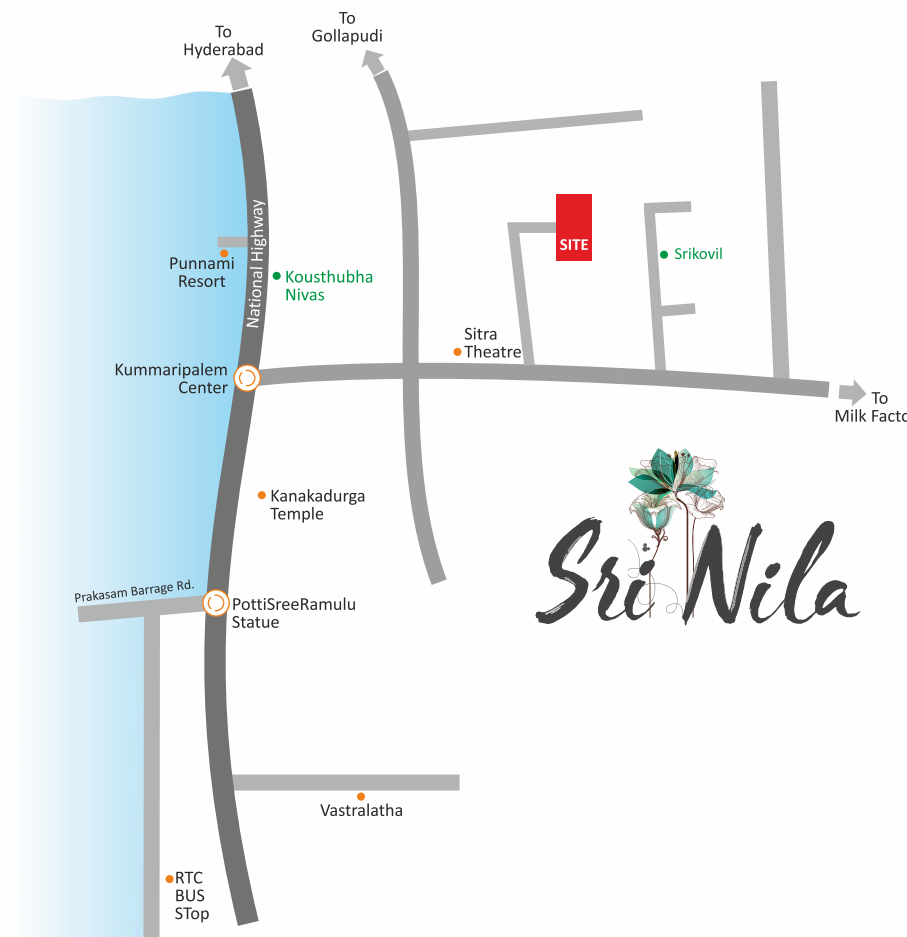 To
Hyderabad
To
Gollapudi
National Highway
SITE
Srikovil
Punnami
Resort
Kousthubha
Nivas
Sitra
Theatre
Kummaripalem
Center
To
Milk Facto
Kanakadurga
Temple
Sri Nila
Prakasam Barrage Rd.
PottiSreeRamulu
Statue
Vastralatha
RTC
BUS
STop